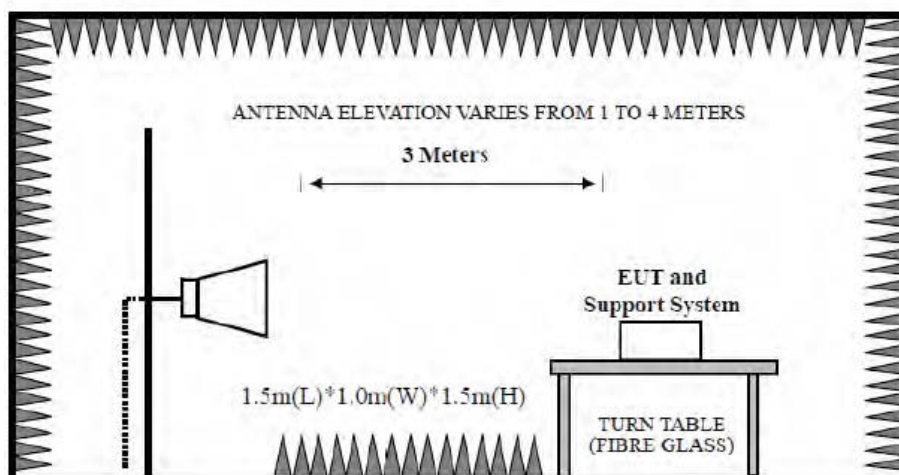 ANTENNA ELEVATION VARIES FROM 1 TO 4 METERS
3 Meters
EUT and
Support System
1.5m(L)*1.0m(W)*1.5m(H)
TURN TABLE
(FIBRE GLASS)